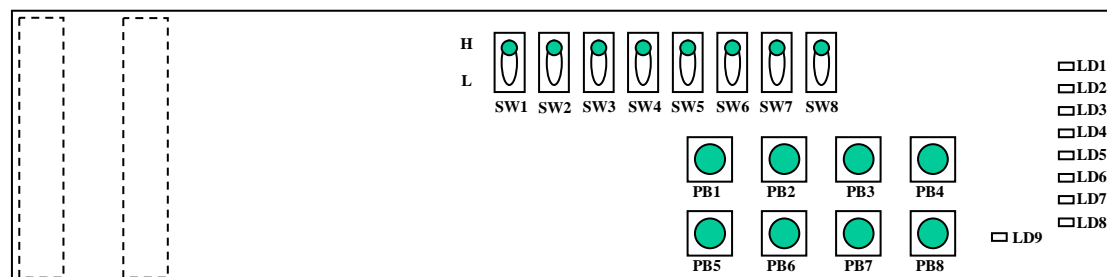 H
L
SW1 SW2 SW3 SW4 SW5 SW6 SW7 SW8
LD1
LD2
LD3
LD4
LD5
LD6
LD7
LD8
PB1 PB2 PB3 PB4
PB5 PB6 PB7 PB8
LD9